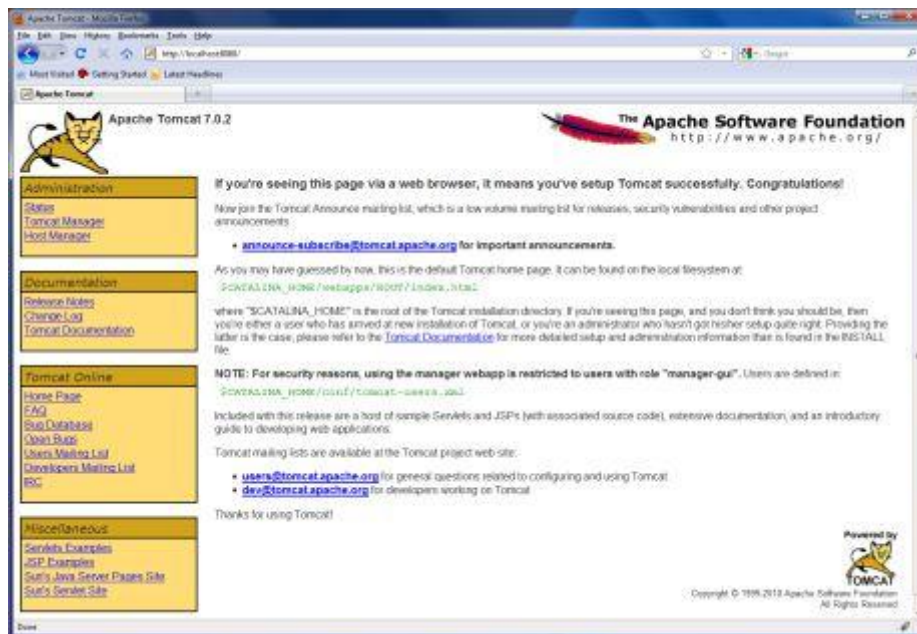 Apache Tomcat - Mozilla Firefox
File Edit View History Bookmarks Tools Help
http://localhost:8080/
Google
Most Visited Getting Started Latest Headlines
Apache Tomcat
Apache Tomcat 7.0.2
The Apache Software Foundation
http://www.apache.org/
Administration
Status
Tomcat Manager
Host Manager
Documentation
Release Notes
Change Log
Tomcat Documentation
Tomcat Online
Home Page
FAQ
Bug Database
Open Bugs
Users Mailing List
Developers Mailing List
IRC
Miscellaneous
Servlets Examples
JSP Examples
Sun's Java Server Pages Site
Sun's Servlet Site
If you're seeing this page via a web browser, it means you've setup Tomcat successfully. Congratulations!
Now join the Tomcat Announce mailing list, which is a low volume mailing list for releases, security vulnerabilities and other project
announcements
• announce-subscribe@tomcat.apache.org for important announcements.
As you may have guessed by now, this is the default Tomcat home page. It can be found on the local filesystem at:
$CATALINA_HOME/webapps/ROOT/index.html
where "$CATALINA_HOME" is the root of the Tomcat installation directory. If you're seeing this page, and you don't think you should be, then
you're either a user who has arrived at new installation of Tomcat, or you're an administrator who hasn't got his/her setup quite right. Providing the
latter is the case, please refer to the Tomcat Documentation for more detailed setup and administration information than is found in the INSTALL
file.
NOTE: For security reasons, using the manager webapp is restricted to users with role "manager-gui". Users are defined in:
$CATALINA_HOME/conf/tomcat-users.xml
Included with this release are a host of sample Servlets and JSPs (with associated source code), extensive documentation, and an introductory
guide to developing web applications.
Tomcat mailing lists are available at the Tomcat project web site:
• users@tomcat.apache.org for general questions related to configuring and using Tomcat
• dev@tomcat.apache.org for developers working on Tomcat
Thanks for using Tomcat!
Powered by
TOMCAT
Copyright © 1999-2010 Apache Software Foundation
All Rights Reserved
Done